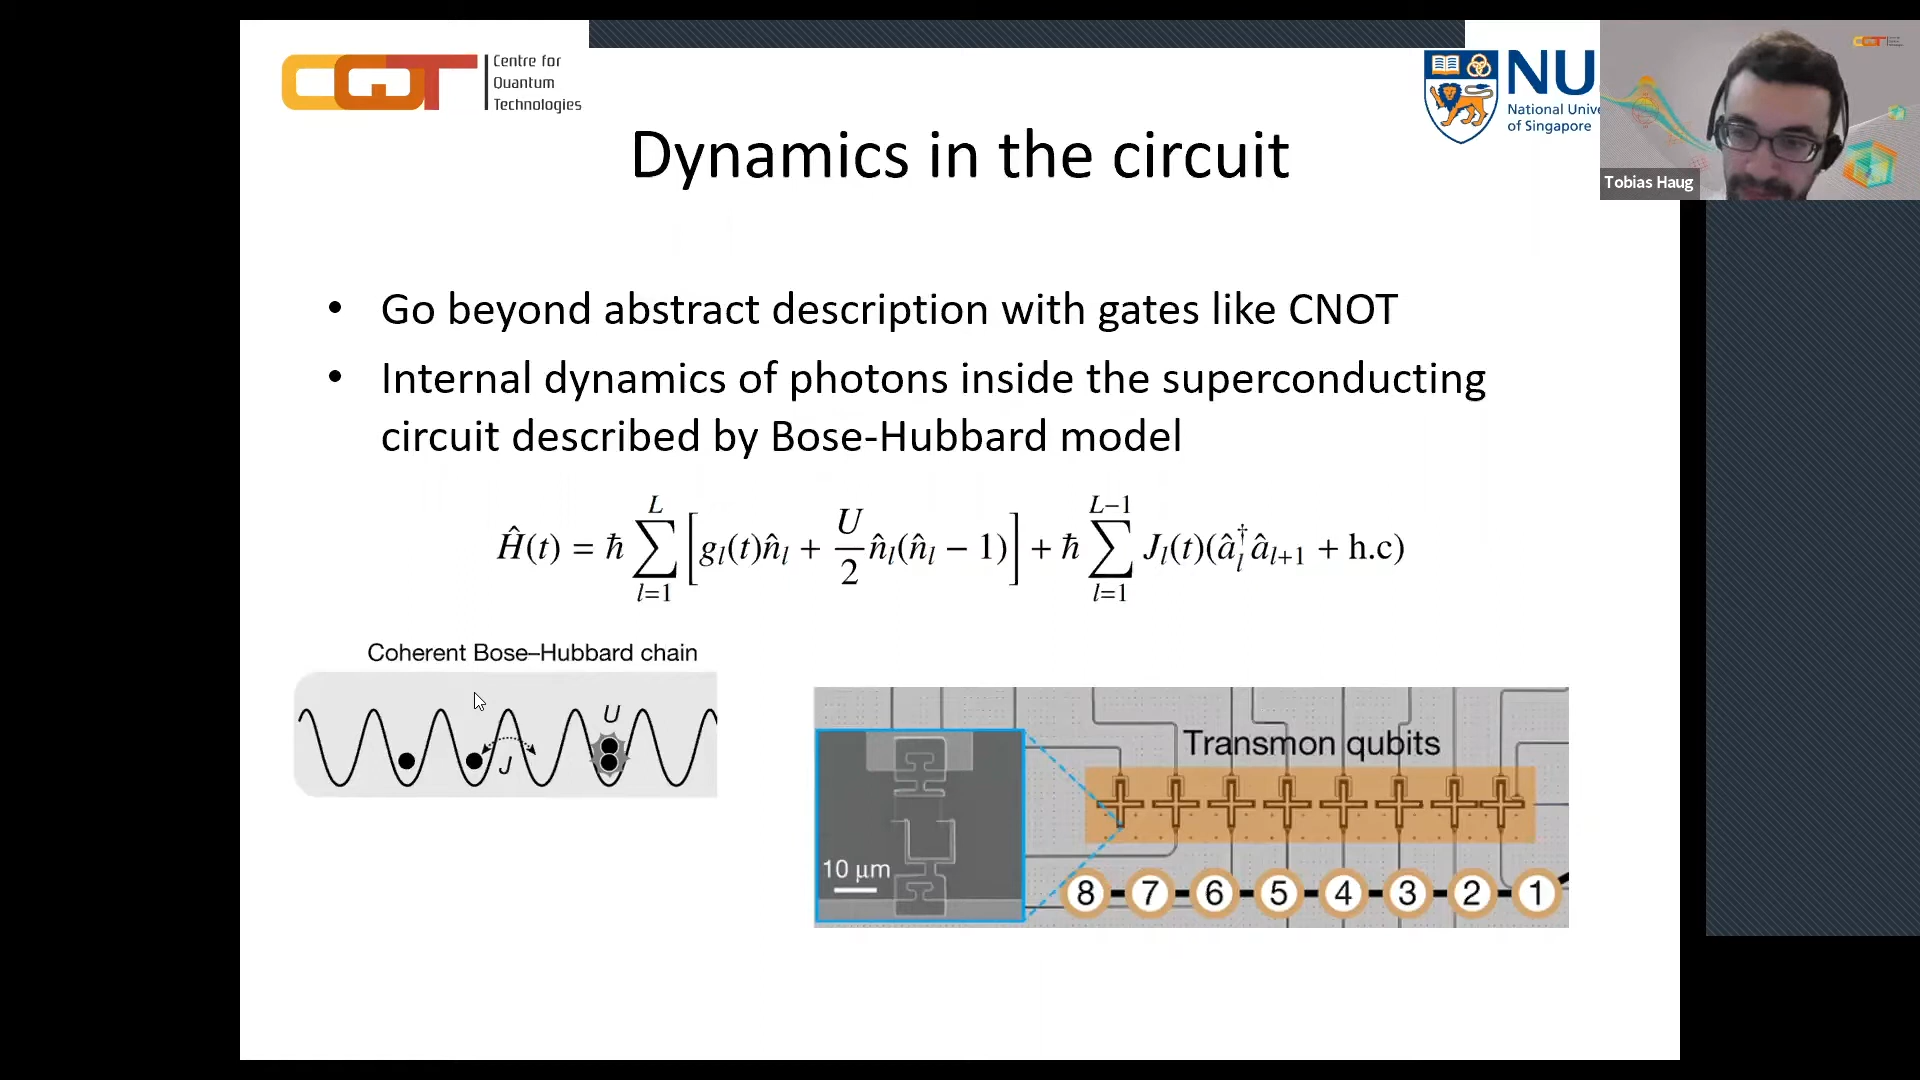 CQT
Centre for
Quantum
Technologies
NU
National Unive
of Singapore
Tobias Haug
Dynamics in the circuit
• Go beyond abstract description with gates like CNOT
• Internal dynamics of photons inside the superconducting
circuit described by Bose-Hubbard model
Ĥ(t) = ħ ∑_{l=1}^{L} [g_l(t)n̂_l + U/2 n̂_l(n̂_l − 1)] + ħ ∑_{l=1}^{L−1} J_l(t)(â_l^† â_{l+1} + h.c)
Coherent Bose–Hubbard chain
U
J
Transmon qubits
10 μm
8 7 6 5 4 3 2 1